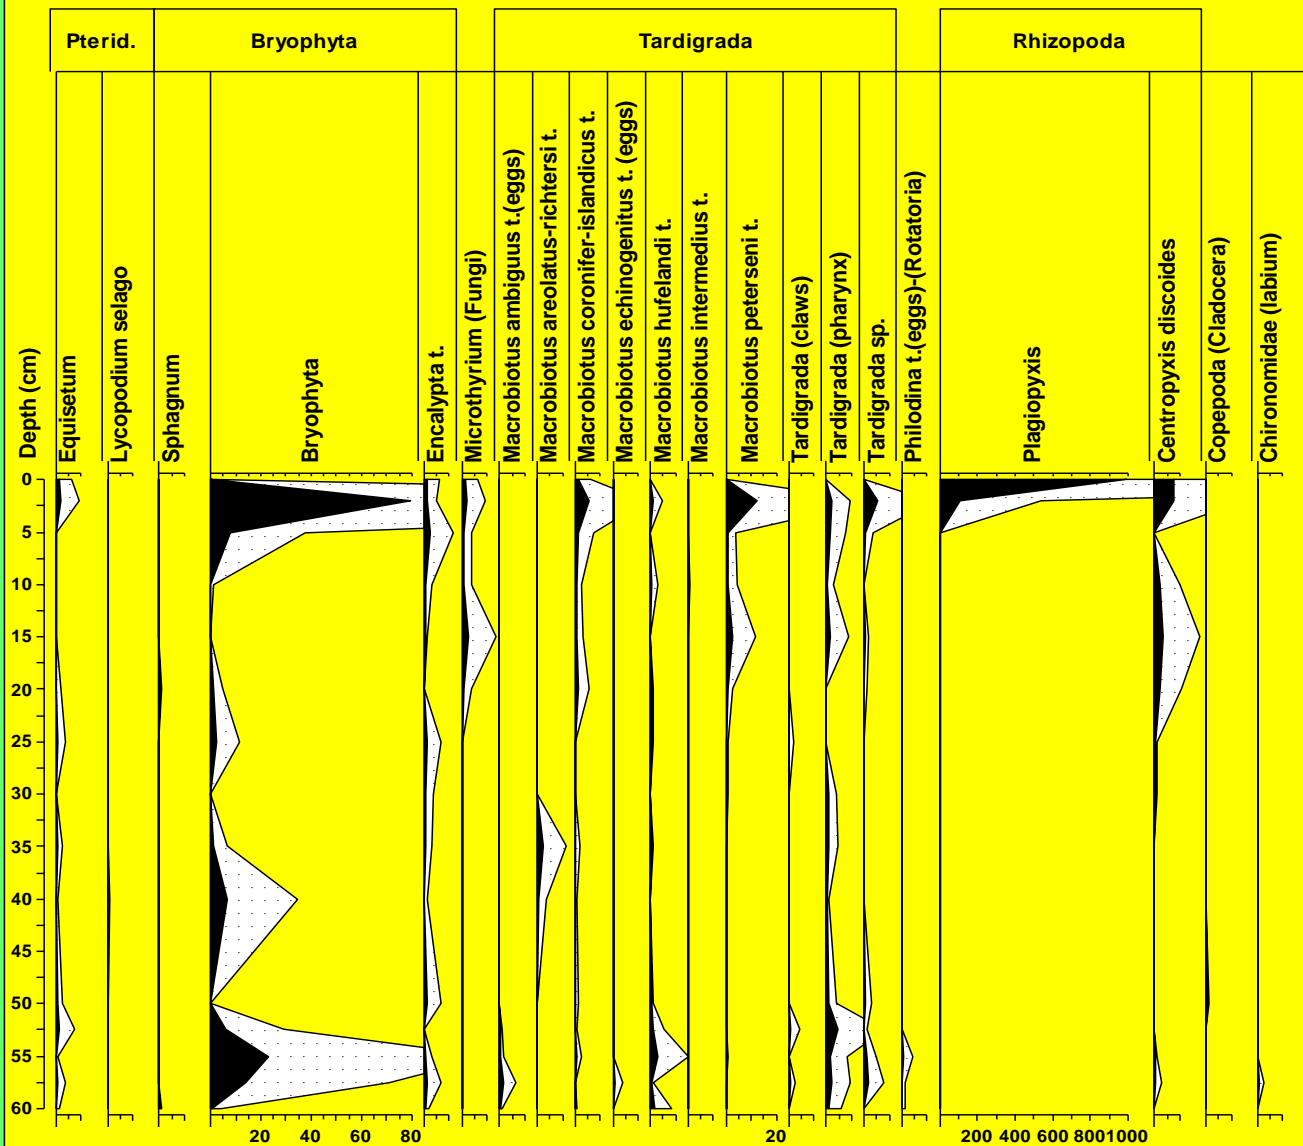 Pterid. Bryophyta Tardigrada Rhizopoda
Depth (cm)
Equisetum
Lycopodium selago
Sphagnum
Bryophyta
Encalypta t.
Microthyrium (Fungi)
Macrobiotus ambiguus t.(eggs)
Macrobiotus areolatus-richtersi t.
Macrobiotus coronifer-islandicus t.
Macrobiotus echinogenitus t. (eggs)
Macrobiotus hufelandi t.
Macrobiotus intermedius t.
Macrobiotus peterseni t.
Tardigrada (claws)
Tardigrada (pharynx)
Tardigrada sp.
Philodina t.(eggs)-(Rotatoria)
Plagiopyxis
Centropyxis discoides
Copepoda (Cladocera)
Chironomidae (labium)
0
5
10
15
20
25
30
35
40
50
55
60
20 40 60 80 20 200 400 600 800 1000